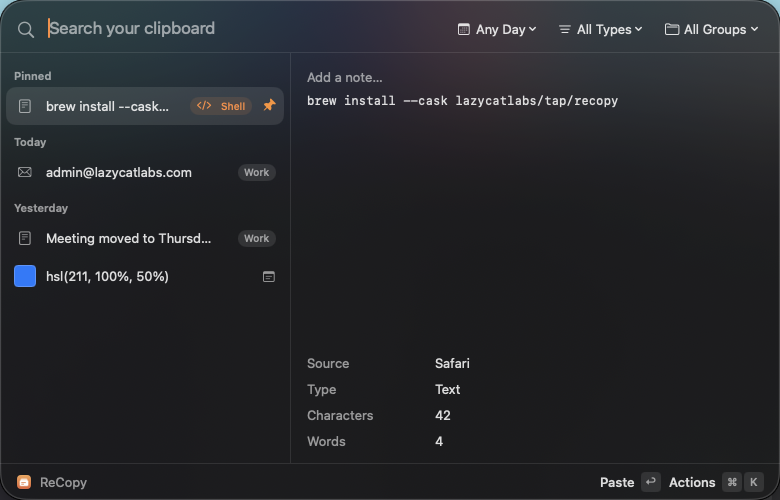 Search your clipboard
Any Day
All Types
All Groups
Pinned
brew install --cask...
</> Shell
Today
admin@lazycatlabs.com
Work
Yesterday
Meeting moved to Thursd...
Work
hsl(211, 100%, 50%)
Add a note...
brew install --cask lazycatlabs/tap/recopy
Source Safari
Type Text
Characters 42
Words 4
ReCopy
Paste ↩ Actions ⌘ K